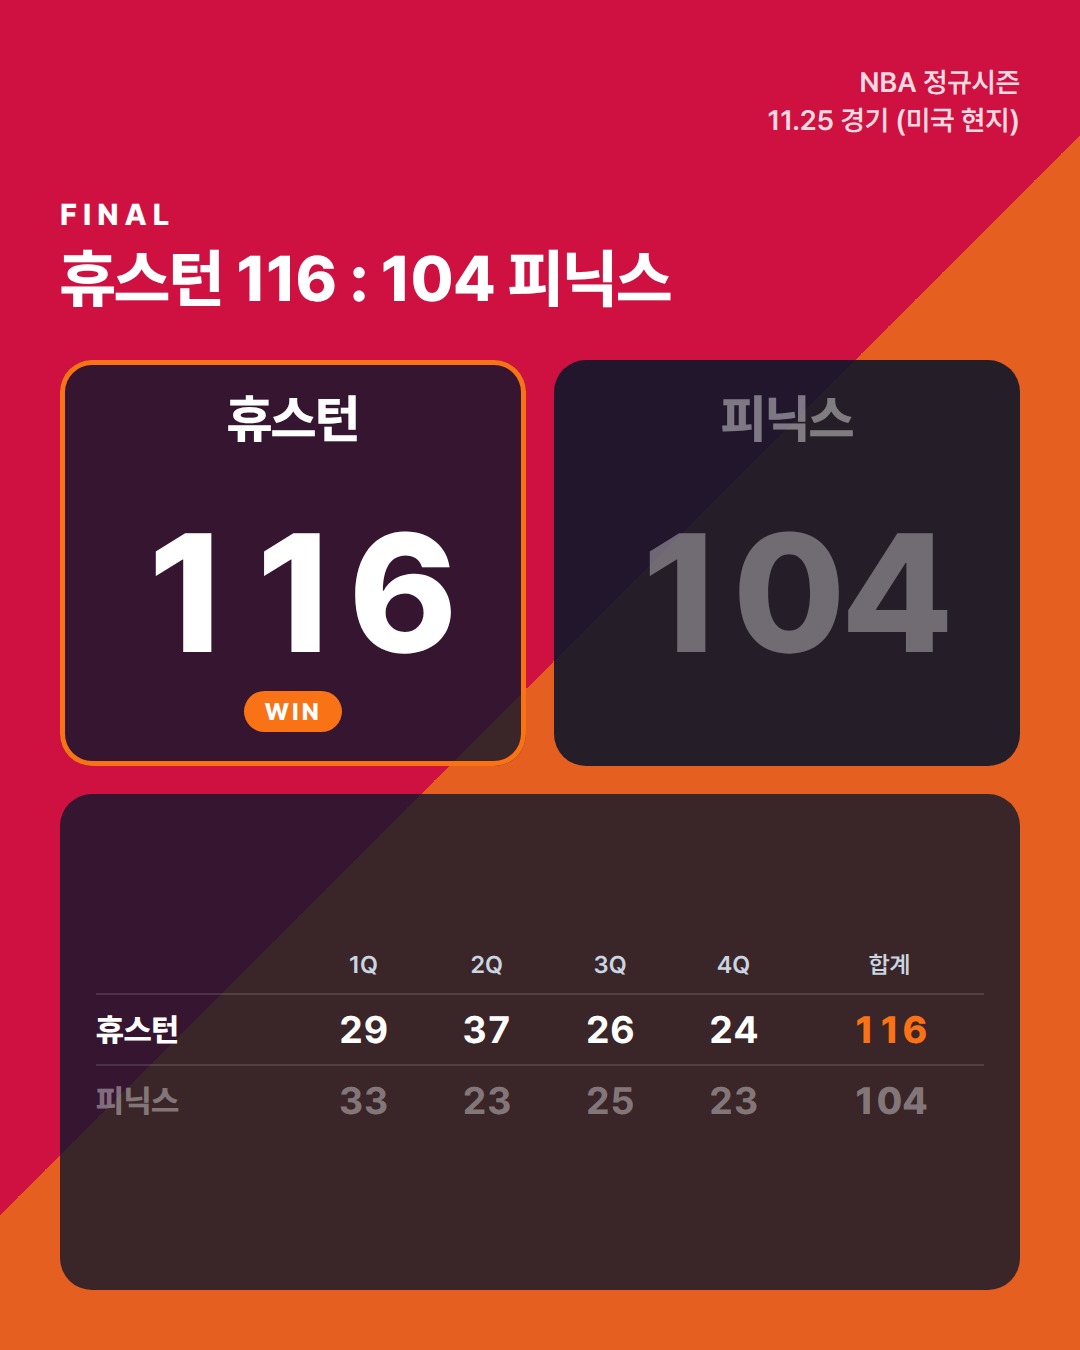 NBA 정규시즌
11.25 경기 (미국 현지)
FINAL
휴스턴 116 : 104 피닉스
휴스턴
116
WIN
피닉스
104
1Q 2Q 3Q 4Q 합계
휴스턴 29 37 26 24 116
피닉스 33 23 25 23 104